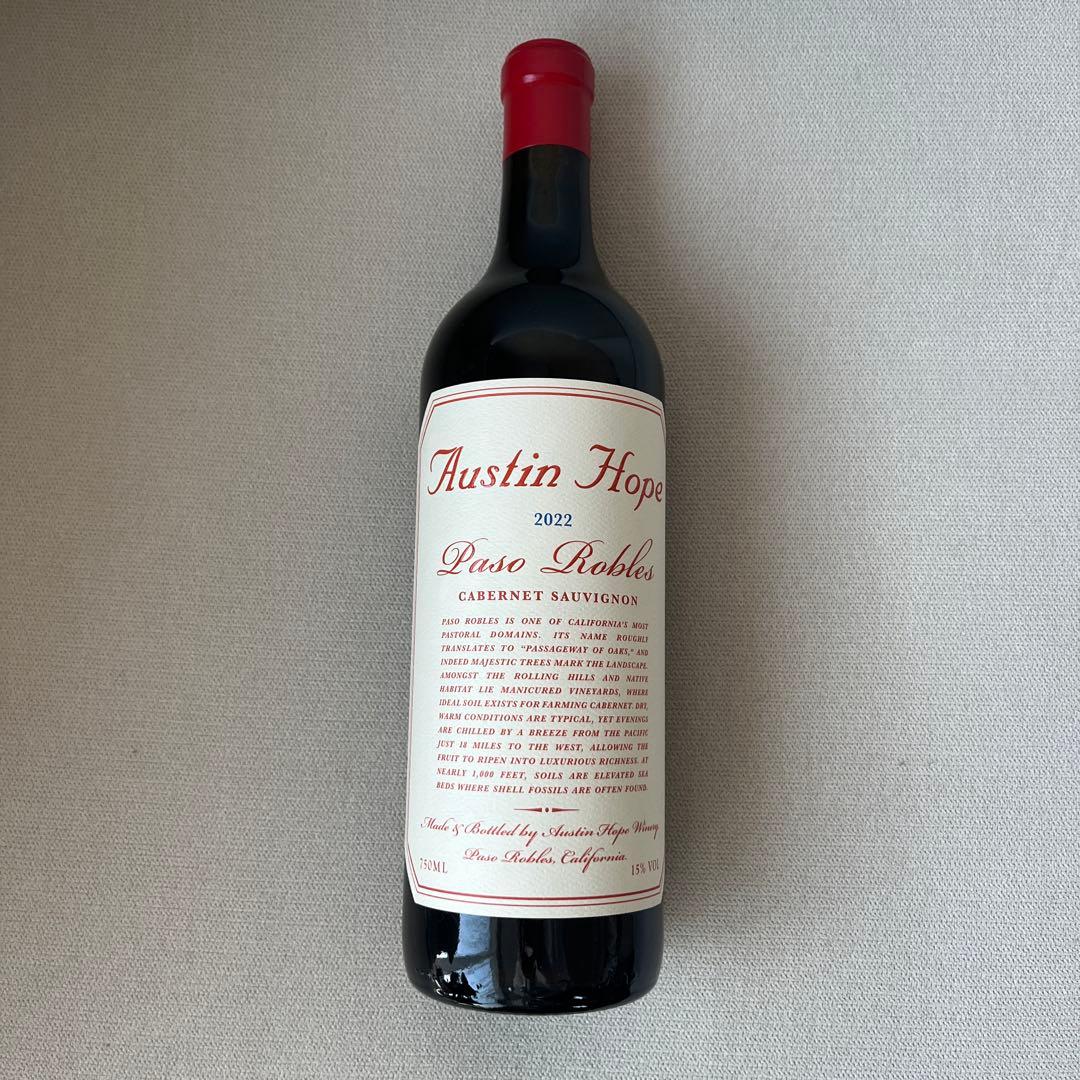 Austin Hope
2022
Paso Robles
CABERNET SAUVIGNON
PASO ROBLES IS ONE OF CALIFORNIA'S MOST
PASTORAL DOMAINS. ITS NAME ROUGHLY
TRANSLATES TO "PASSAGEWAY OF OAKS," AND
INDEED MAJESTIC TREES MARK THE LANDSCAPE.
AMONGST THE ROLLING HILLS AND NATIVE
HABITAT LIE MANICURED VINEYARDS, WHERE
IDEAL SOIL EXISTS FOR FARMING CABERNET. DRY,
WARM CONDITIONS ARE TYPICAL, YET EVENINGS
ARE CHILLED BY A BREEZE FROM THE PACIFIC
JUST 18 MILES TO THE WEST, ALLOWING THE
FRUIT TO RIPEN INTO LUXURIOUS RICHNESS. AT
NEARLY 1,000 FEET, SOILS ARE ELEVATED SEA
BEDS WHERE SHELL FOSSILS ARE OFTEN FOUND.
Made & Bottled by Austin Hope Winery,
Paso Robles, California.
750ML 15% VOL